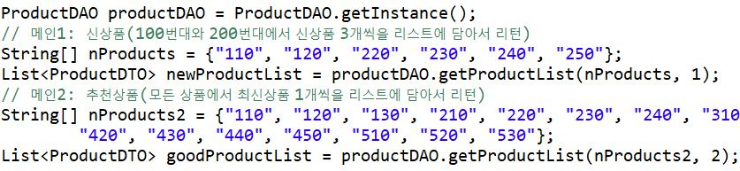 ProductDAO productDAO = ProductDAO.getInstance();
// 메인1: 신상품(100번대와 200번대에서 신상품 3개씩을 리스트에 담아서 리턴)
String[] nProducts = {"110", "120", "220", "230", "240", "250"};
List<ProductDTO> newProductList = productDAO.getProductList(nProducts, 1);
// 메인2: 추천상품(모든 상품에서 최신상품 1개씩을 리스트에 담아서 리턴)
String[] nProducts2 = {"110", "120", "130", "210", "220", "230", "240", "310
"420", "430", "440", "450", "510", "520", "530"};
List<ProductDTO> goodProductList = productDAO.getProductList(nProducts2, 2);